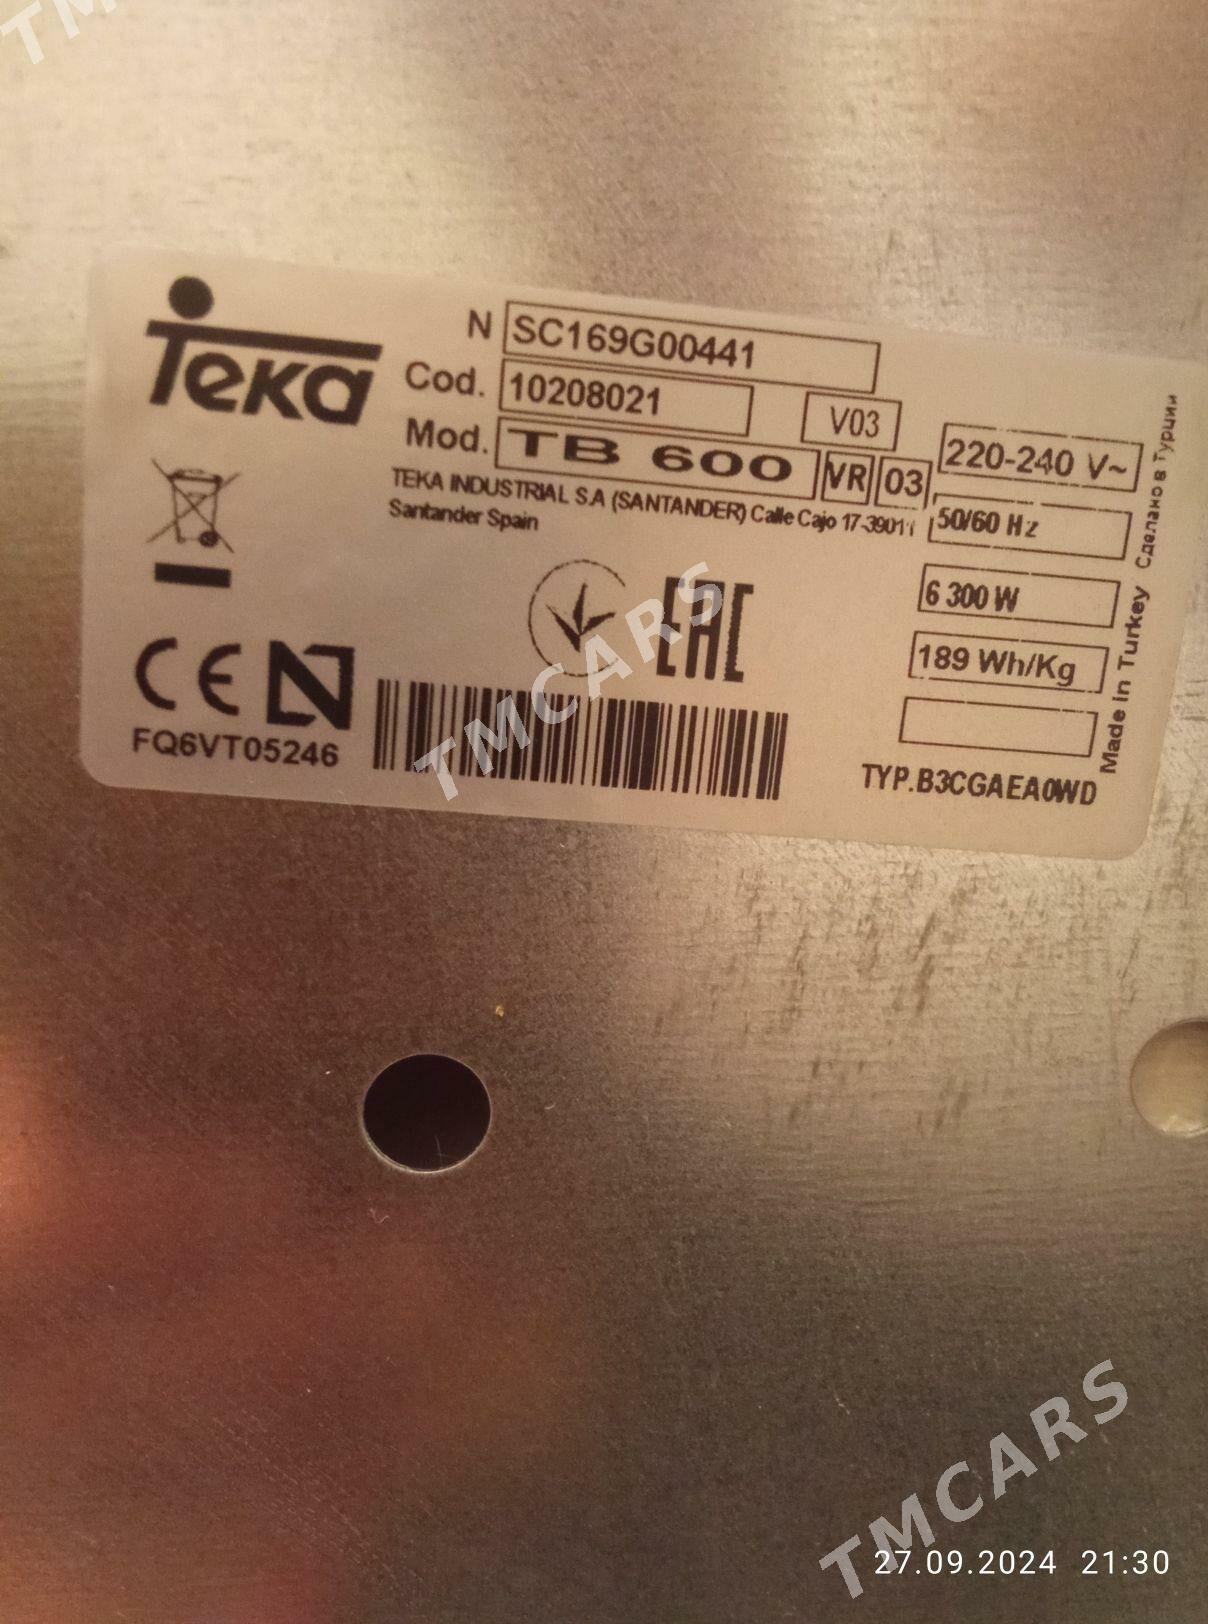 Teka
N SC169G00441
Cod. 10208021 V03
Mod. TB 600 VR 03
TEKA INDUSTRIAL S.A (SANTANDER) Calle Cajo 17-39011
Santander Spain
220-240 V~
50/60 Hz
6 300 W
189 Wh/Kg
Made in Turkey Сделано в Турции
CE N
EAC
FQ6VT05246
TYP.B3CGAEA0WD
TMCARS
TMCARS
27.09.2024 21:30